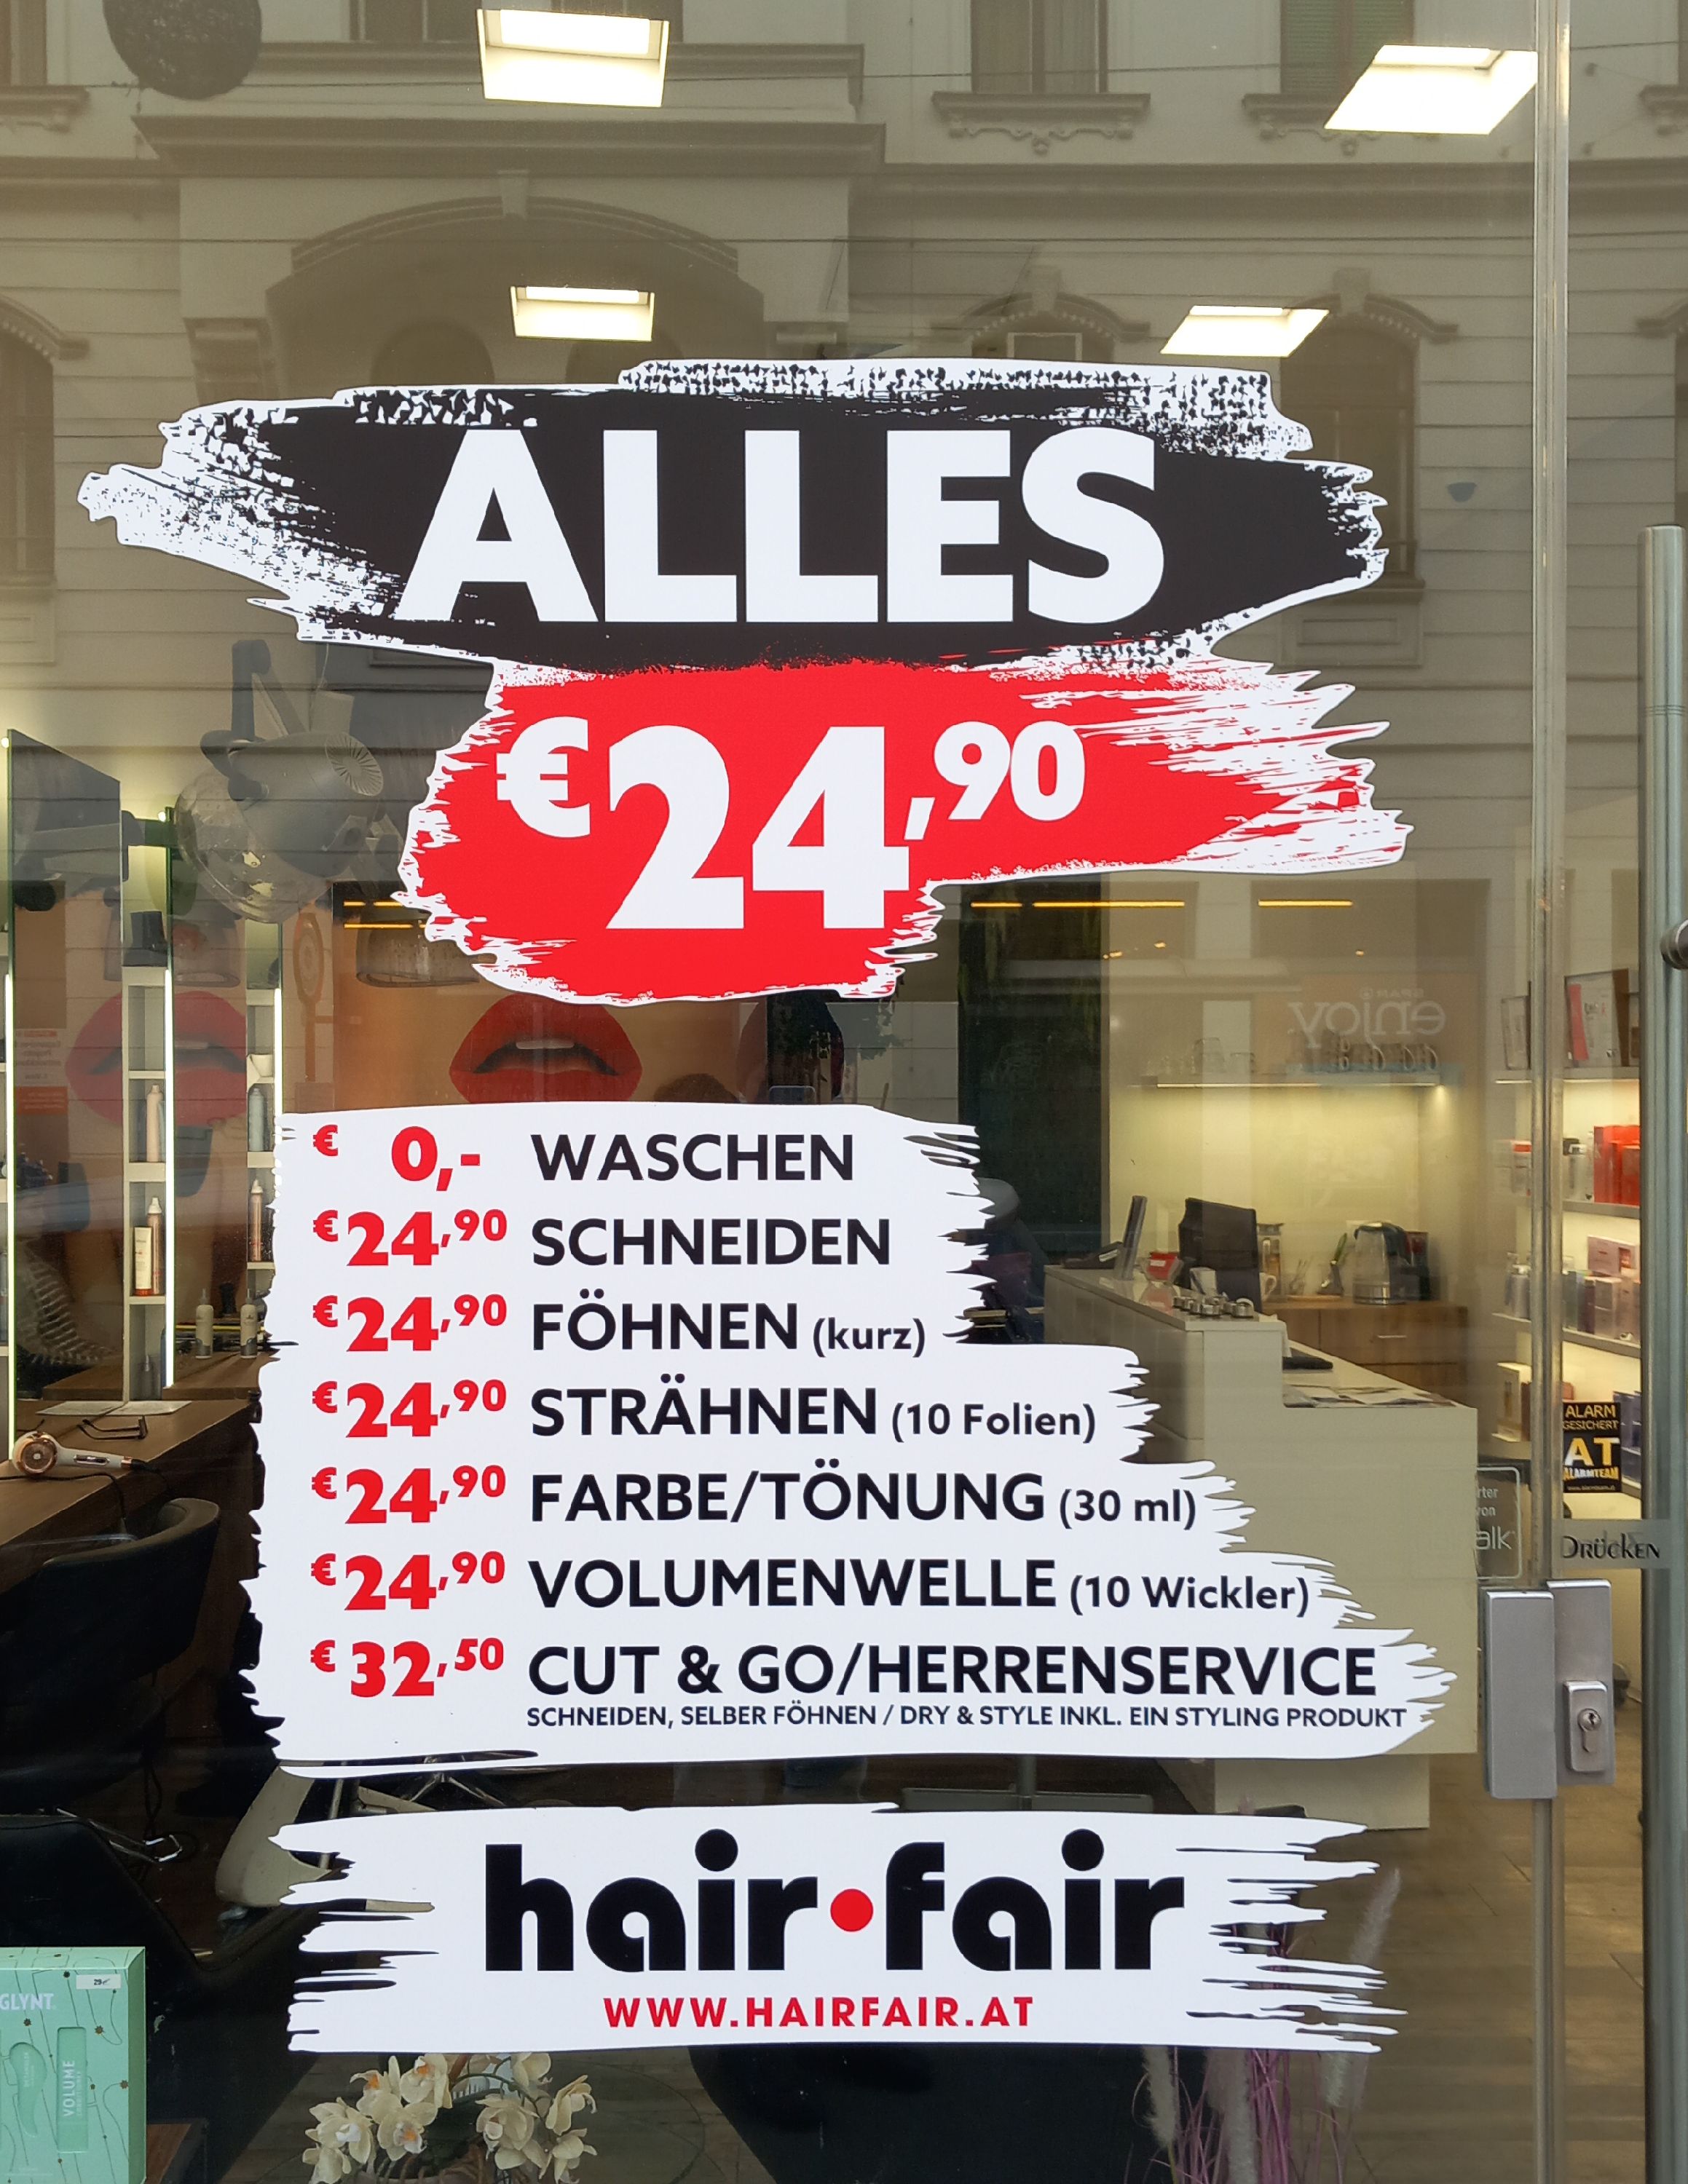 ALLES
€24,90
€ 0,- WASCHEN
€24,90 SCHNEIDEN
€24,90 FÖHNEN (kurz)
€24,90 STRÄHNEN (10 Folien)
€24,90 FARBE/TÖNUNG (30 ml)
€24,90 VOLUMENWELLE (10 Wickler)
€32,50 CUT & GO/HERRENSERVICE
SCHNEIDEN, SELBER FÖHNEN / DRY & STYLE INKL. EIN STYLING PRODUKT
hair•fair
WWW.HAIRFAIR.AT
enjoy
ALARM
GESICHERT
AT
ALARMTEAM
DRÜCKEN
GLYNT
VOLUME